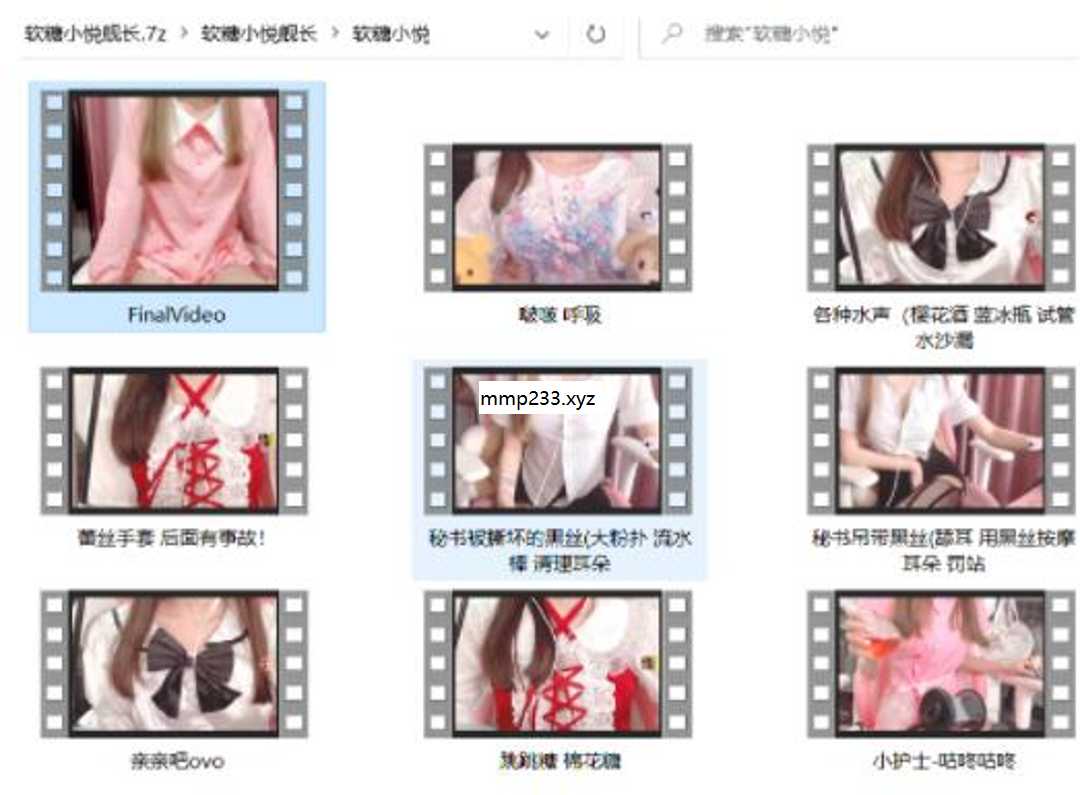 软糖小悦舰长.7z > 软糖小悦舰长 > 软糖小悦
搜索"软糖小悦"
FinalVideo
啵啵 呼吸
各种水声（樱花酒 蓝冰瓶 试管
水沙漏
蕾丝手套 后面有事故！
mmp233.xyz
秘书被撕坏的黑丝(大粉扑 流水
棒 清理耳朵
秘书吊带黑丝(舔耳 用黑丝按摩
耳朵 罚站
亲亲吧ovo
跳跳糖 棉花糖
小护士-咕咚咕咚